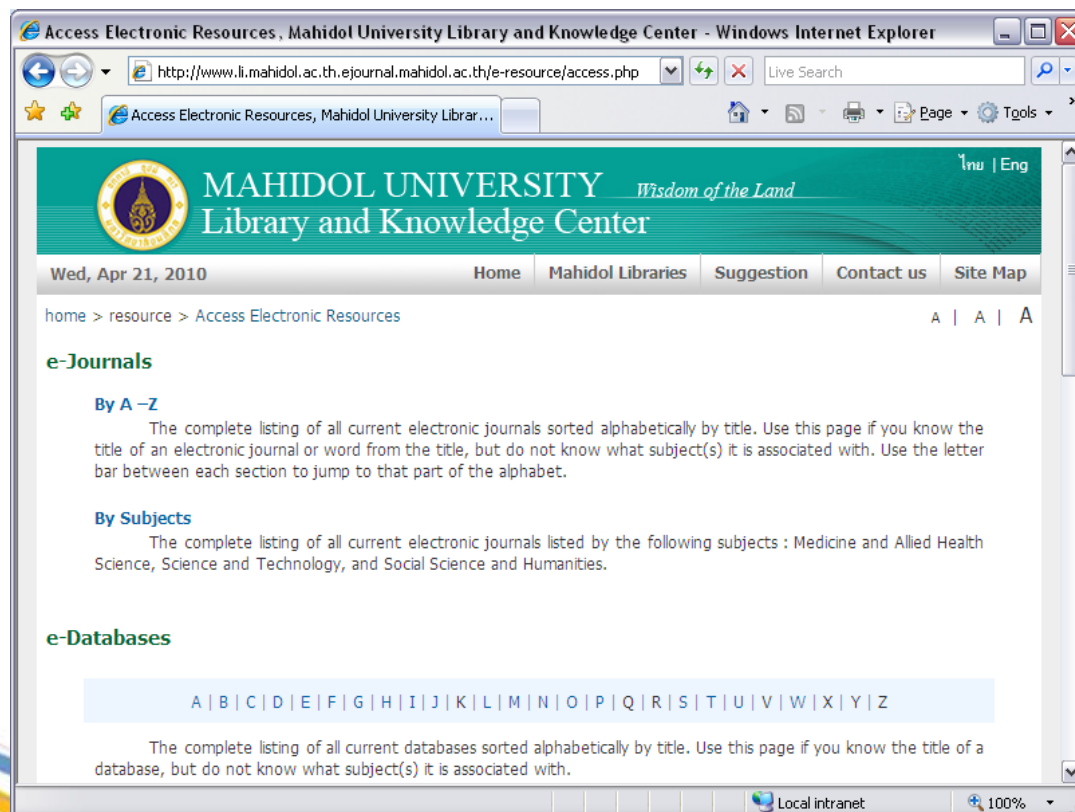 Access Electronic Resources, Mahidol University Library and Knowledge Center - Windows Internet Explorer
http://www.li.mahidol.ac.th.ejournal.mahidol.ac.th/e-resource/access.php
Live Search
Access Electronic Resources, Mahidol University Librar...
Page
Tools
ไทย | Eng
MAHIDOL UNIVERSITY Wisdom of the Land
Library and Knowledge Center
Wed, Apr 21, 2010 Home Mahidol Libraries Suggestion Contact us Site Map
home > resource > Access Electronic Resources A | A | A
e-Journals
By A –Z
The complete listing of all current electronic journals sorted alphabetically by title. Use this page if you know the
title of an electronic journal or word from the title, but do not know what subject(s) it is associated with. Use the letter
bar between each section to jump to that part of the alphabet.
By Subjects
The complete listing of all current electronic journals listed by the following subjects : Medicine and Allied Health
Science, Science and Technology, and Social Science and Humanities.
e-Databases
A | B | C | D | E | F | G | H | I | J | K | L | M | N | O | P | Q | R | S | T | U | V | W | X | Y | Z
The complete listing of all current databases sorted alphabetically by title. Use this page if you know the title of a
database, but do not know what subject(s) it is associated with.
Local intranet 100%